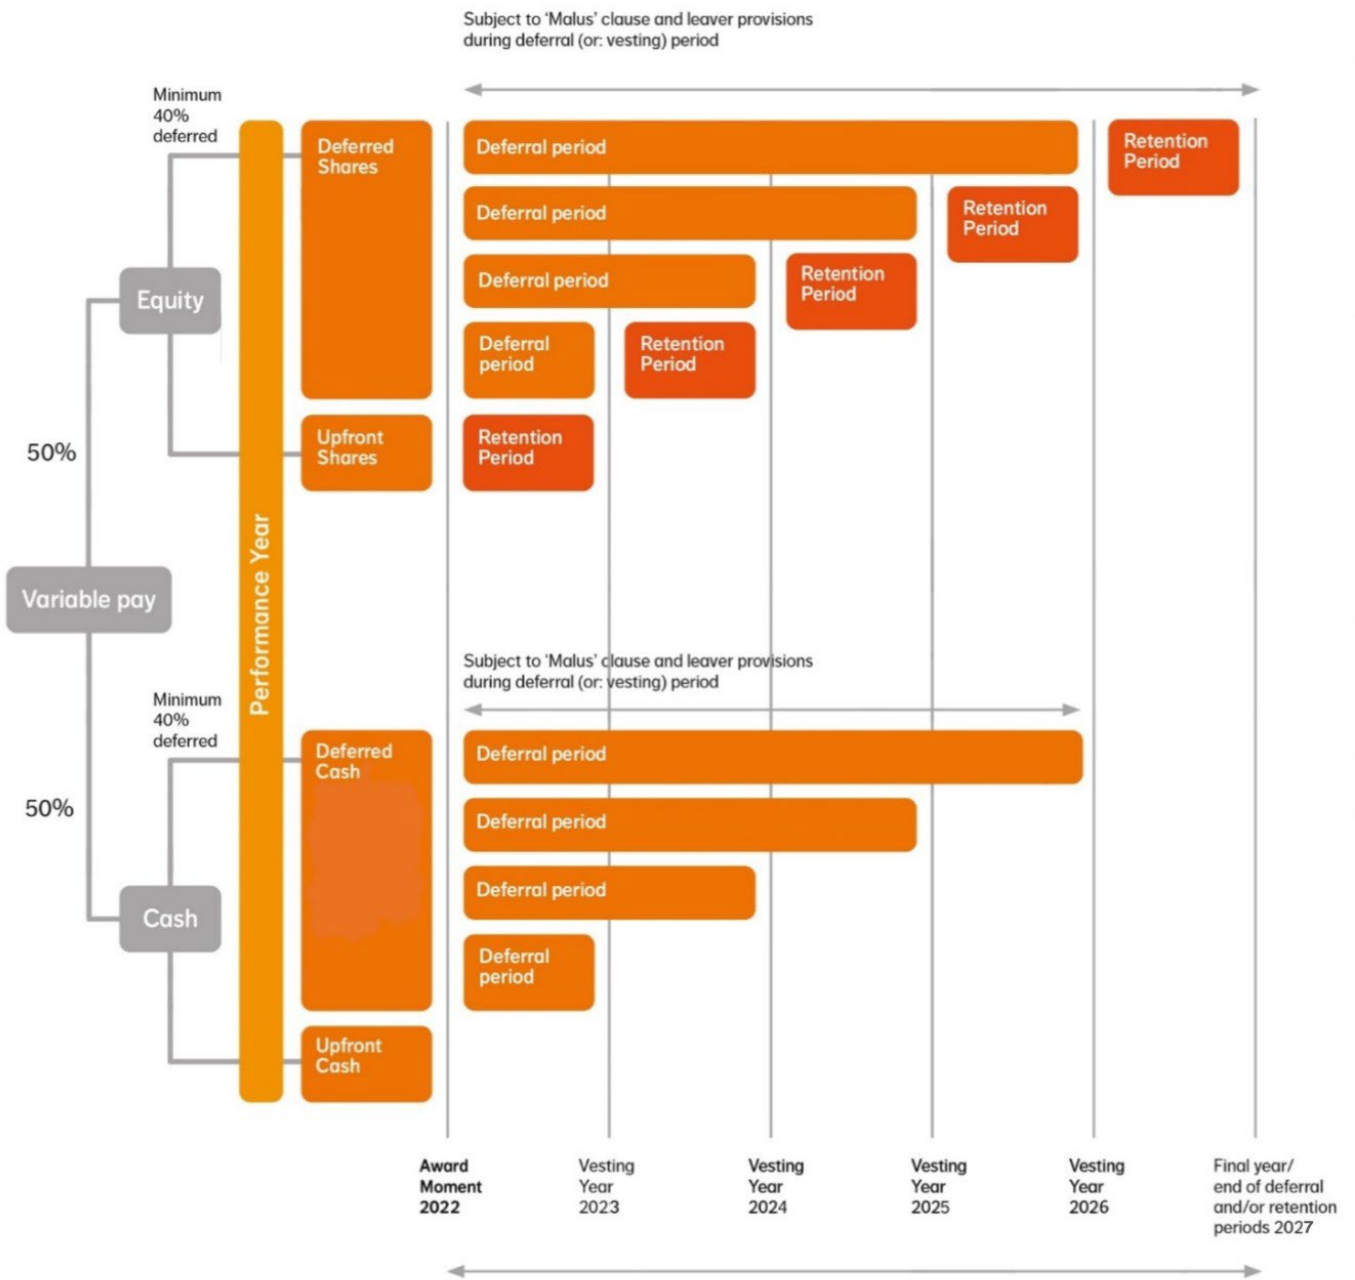 Subject to ‘Malus’ clause and leaver provisions
during deferral (or: vesting) period
Minimum
40%
deferred
Deferred
Shares
Deferral period
Retention
Period
Deferral period
Retention
Period
Deferral period
Retention
Period
Equity
Deferral
period
Retention
Period
Upfront
Shares
Retention
Period
50%
Performance Year
Variable pay
Subject to ‘Malus’ clause and leaver provisions
during deferral (or: vesting) period
Minimum
40%
deferred
Deferred
Cash
Deferral period
Deferral period
50%
Deferral period
Cash
Deferral
period
Upfront
Cash
Award
Moment
2022
Vesting
Year
2023
Vesting
Year
2024
Vesting
Year
2025
Vesting
Year
2026
Final year/
end of deferral
and/or retention
periods 2027